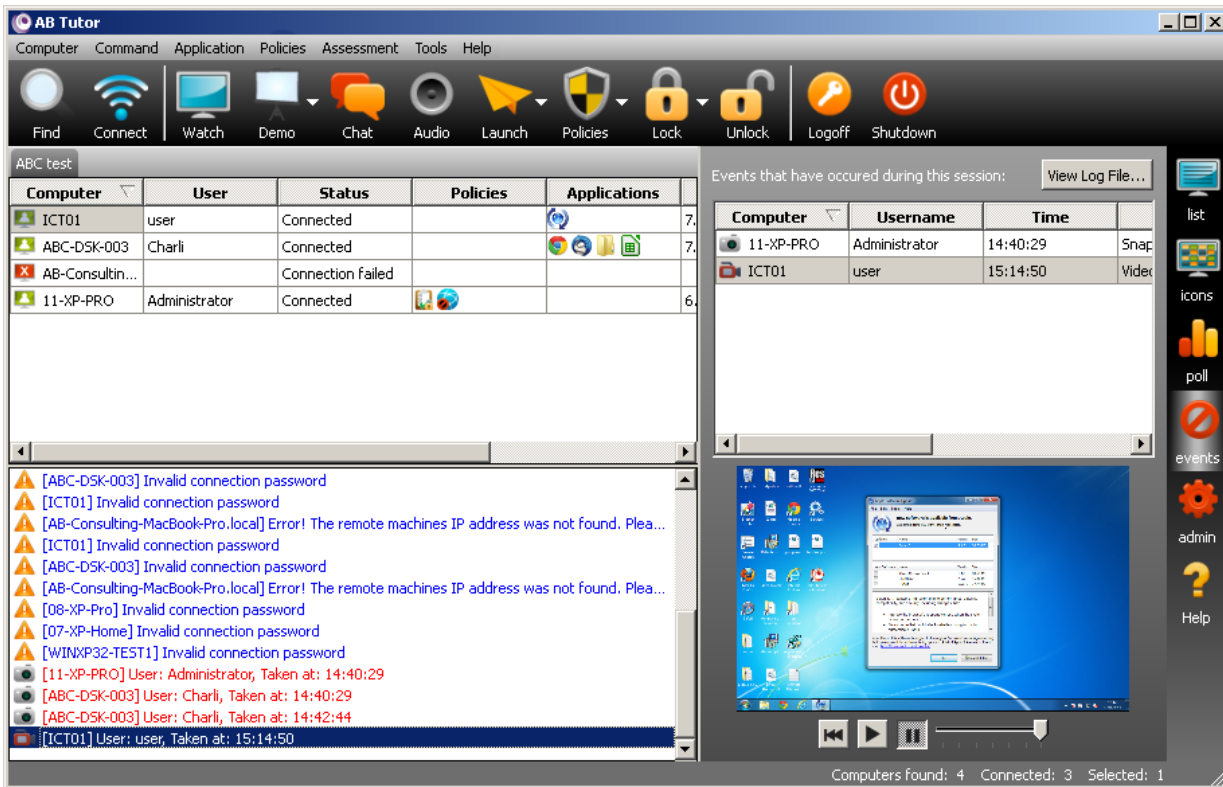 AB Tutor
Computer Command Application Policies Assessment Tools Help
Find Connect Watch Demo Chat Audio Launch Policies Lock Unlock Logoff Shutdown
ABC test
Computer User Status Policies Applications
ICT01 user Connected 7.
ABC-DSK-003 Charli Connected 7.
AB-Consultin... Connection failed
11-XP-PRO Administrator Connected 6.
[ABC-DSK-003] Invalid connection password
[ICT01] Invalid connection password
[AB-Consulting-MacBook-Pro.local] Error! The remote machines IP address was not found. Plea...
[ICT01] Invalid connection password
[ABC-DSK-003] Invalid connection password
[AB-Consulting-MacBook-Pro.local] Error! The remote machines IP address was not found. Plea...
[08-XP-Pro] Invalid connection password
[07-XP-Home] Invalid connection password
[WINXP32-TEST1] Invalid connection password
[11-XP-PRO] User: Administrator, Taken at: 14:40:29
[ABC-DSK-003] User: Charli, Taken at: 14:40:29
[ABC-DSK-003] User: Charli, Taken at: 14:42:44
[ICT01] User: user, Taken at: 15:14:50
Events that have occured during this session: View Log File...
Computer Username Time
11-XP-PRO Administrator 14:40:29 Snap
ICT01 user 15:14:50 Video
list
icons
poll
events
admin
Help
Computers found: 4 Connected: 3 Selected: 1